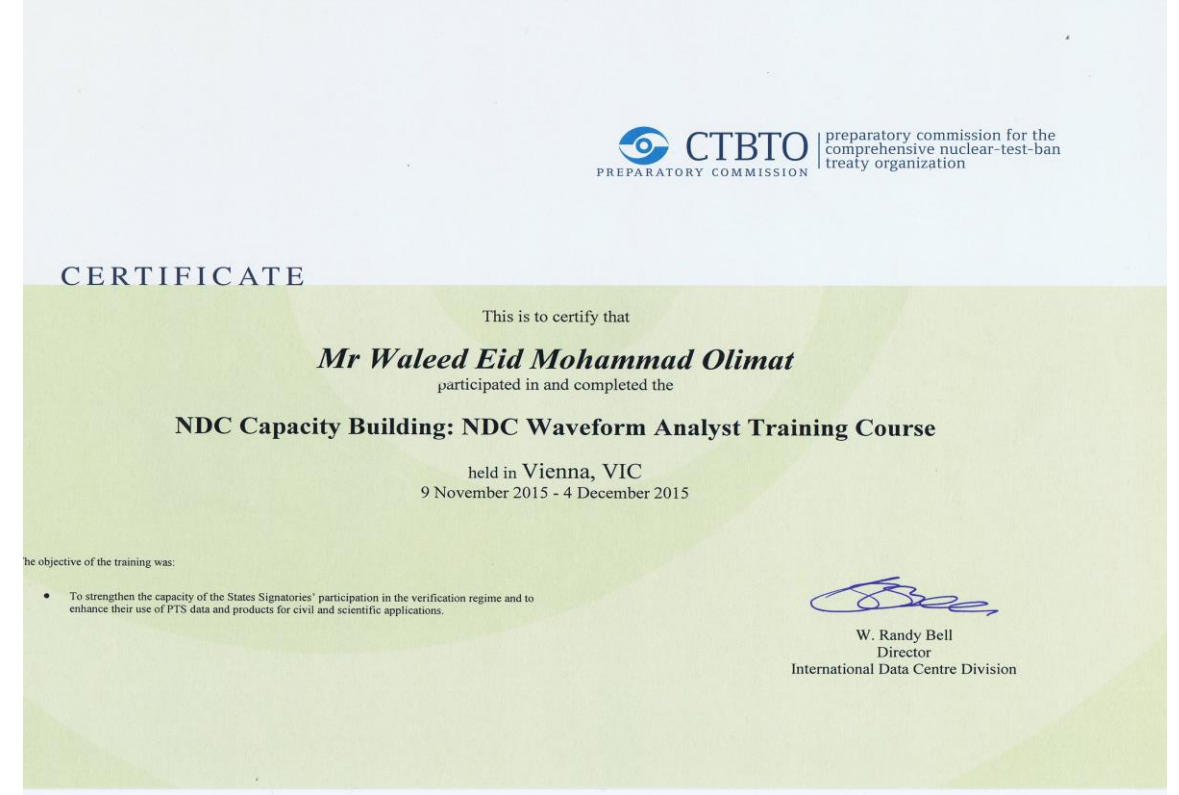 CTBTO
PREPARATORY COMMISSION
preparatory commission for the
comprehensive nuclear-test-ban
treaty organization
CERTIFICATE
This is to certify that
Mr Waleed Eid Mohammad Olimat
participated in and completed the
NDC Capacity Building: NDC Waveform Analyst Training Course
held in Vienna, VIC
9 November 2015 - 4 December 2015
he objective of the training was:
• To strengthen the capacity of the States Signatories' participation in the verification regime and to
enhance their use of PTS data and products for civil and scientific applications.
W. Randy Bell
Director
International Data Centre Division